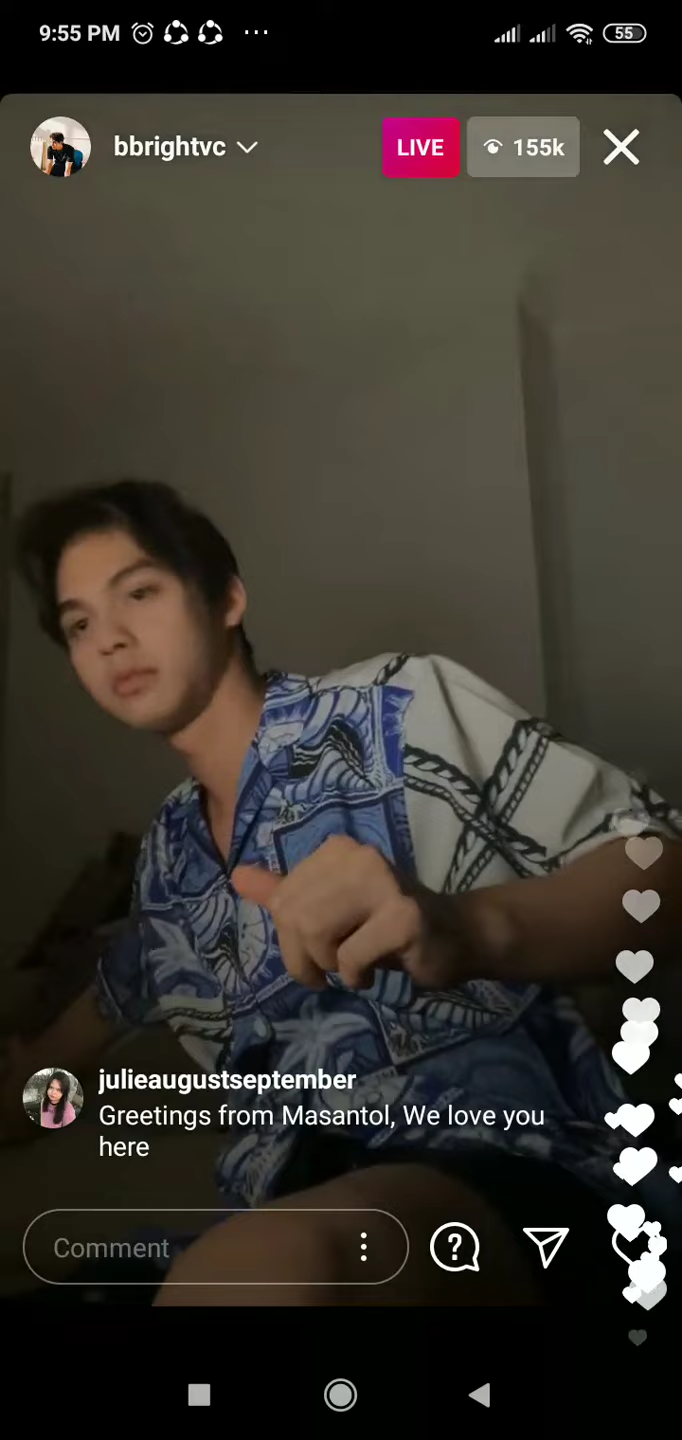 9:55 PM ... 55
bbrightvc LIVE 155k
julieaugustseptember
Greetings from Masantol, We love you
here
Comment